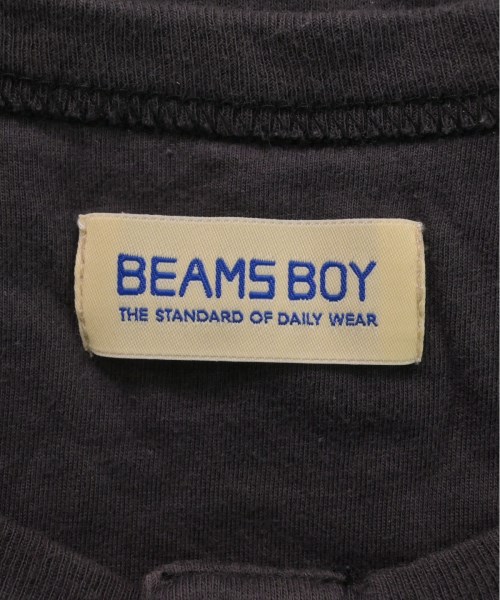 BEAMS BOY
THE STANDARD OF DAILY WEAR